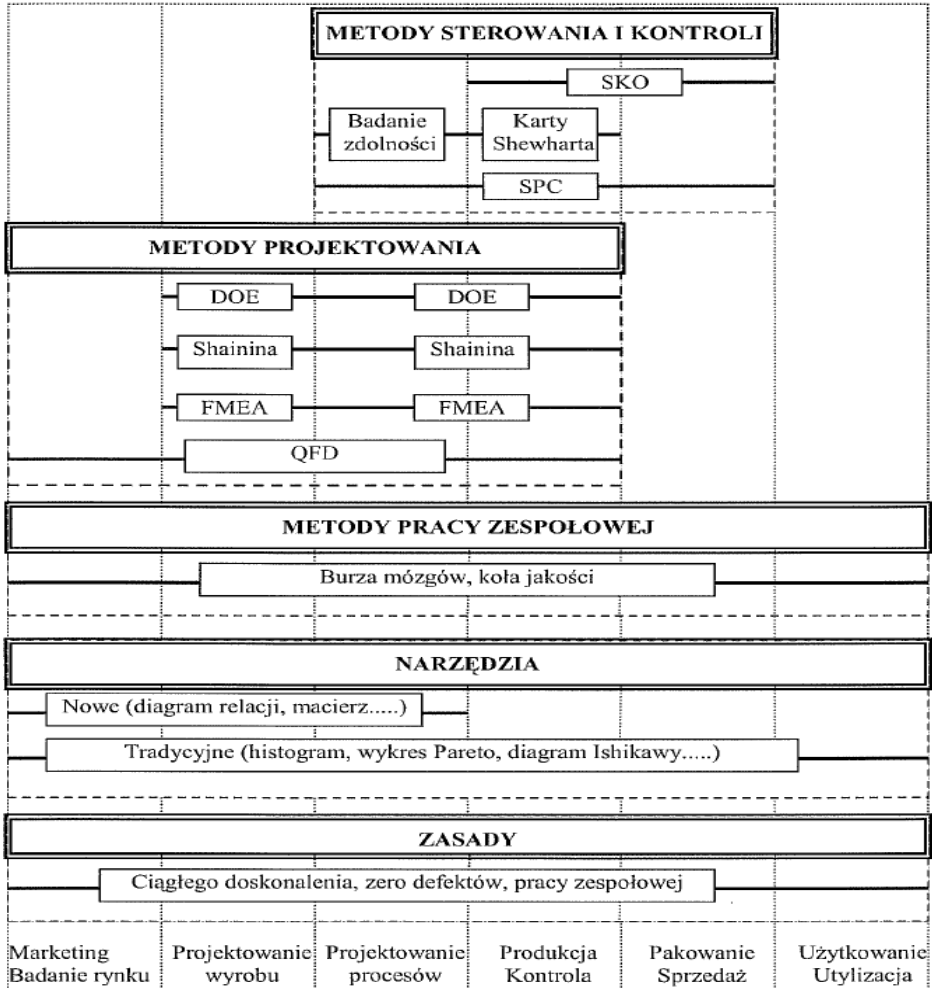 METODY STEROWANIA I KONTROLI
SKO
Badanie
zdolności
Karty
Shewharta
SPC
METODY PROJEKTOWANIA
DOE
DOE
Shainina
Shainina
FMEA
FMEA
QFD
METODY PRACY ZESPOŁOWEJ
Burza mózgów, koła jakości
NARZĘDZIA
Nowe (diagram relacji, macierz.....)
Tradycyjne (histogram, wykres Pareto, diagram Ishikawy.....)
ZASADY
Ciągłego doskonalenia, zero defektów, pracy zespołowej
Marketing
Badanie rynku
Projektowanie
wyrobu
Projektowanie
procesów
Produkcja
Kontrola
Pakowanie
Sprzedaż
Użytkowanie
Utylizacja